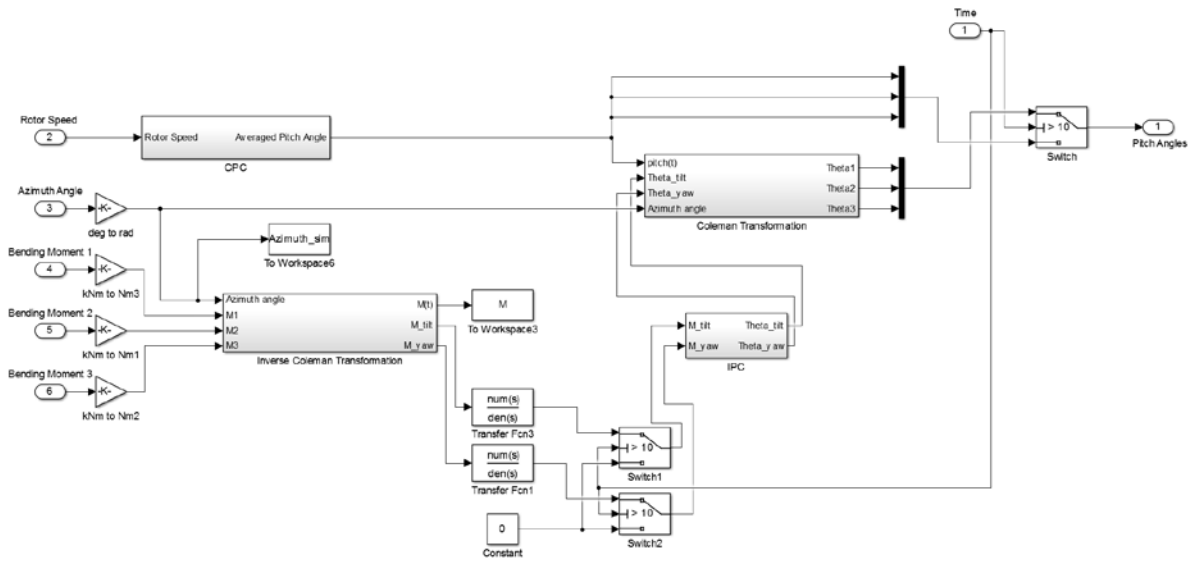 Time
1
Rotor Speed
2
Rotor Speed
Averaged Pitch Angle
CPC
> 10
Switch
1
Pitch Angles
pitch(t)
Theta_tilt
Theta_yaw
Azimuth angle
Theta1
Theta2
Theta3
Coleman Transformation
Azimuth Angle
3
-K-
deg to rad
Azimuth_sim
To Workspace6
Bending Moment 1
4
-K-
kNm to Nm3
Bending Moment 2
5
-K-
kNm to Nm1
Bending Moment 3
6
-K-
kNm to Nm2
Azimuth angle
M1
M2
M3
M(t)
M_tilt
M_yaw
Inverse Coleman Transformation
M
To Workspace3
M_tilt
M_yaw
Theta_tilt
Theta_yaw
IPC
num(s)
den(s)
Transfer Fcn3
num(s)
den(s)
Transfer Fcn1
> 10
Switch1
> 10
Switch2
0
Constant